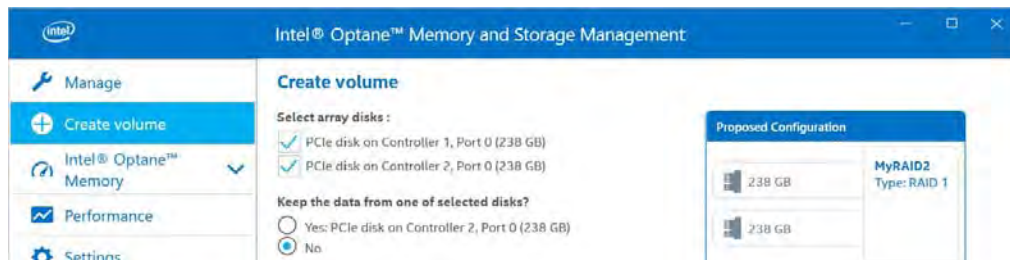 intel
Intel® Optane™ Memory and Storage Management
Manage
Create volume
Intel® Optane™
Memory
Performance
Settings
Create volume
Select array disks :
PCIe disk on Controller 1, Port 0 (238 GB)
PCIe disk on Controller 2, Port 0 (238 GB)
Keep the data from one of selected disks?
Yes: PCIe disk on Controller 2, Port 0 (238 GB)
No
Proposed Configuration
238 GB
238 GB
MyRAID2
Type: RAID 1